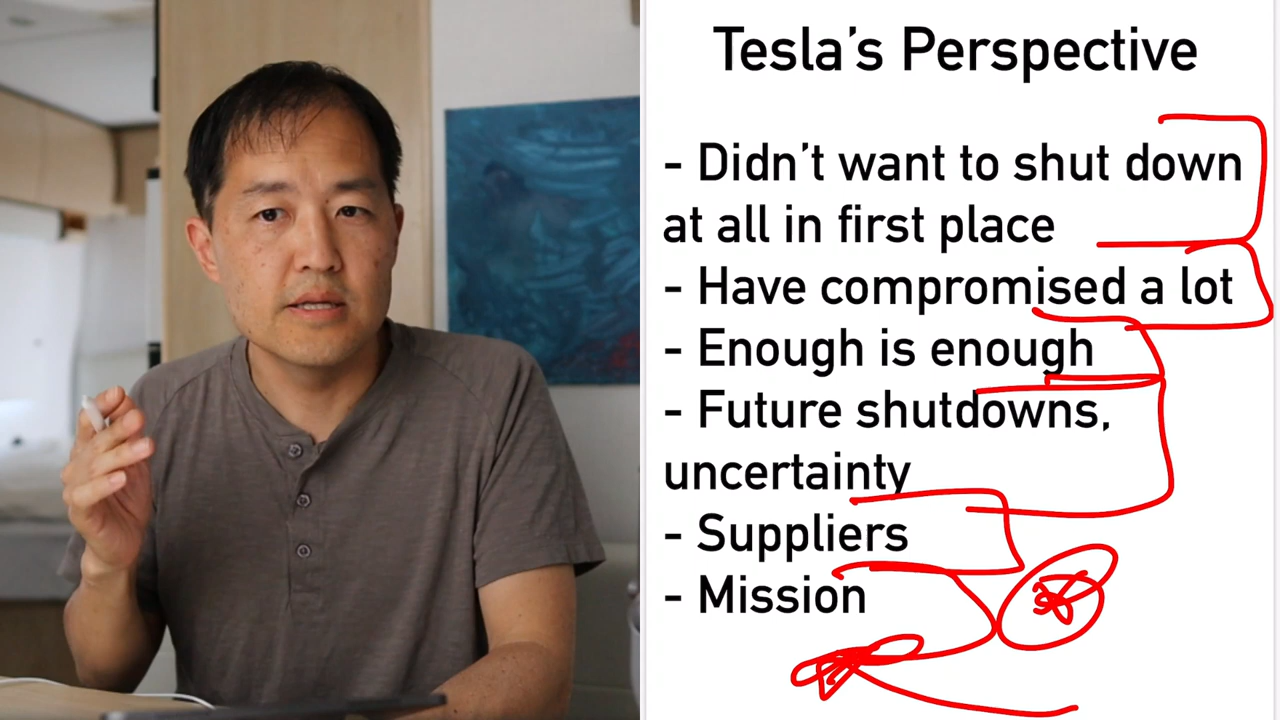 Tesla's Perspective
- Didn't want to shut down
at all in first place
- Have compromised a lot
- Enough is enough
- Future shutdowns,
uncertainty
- Suppliers
- Mission